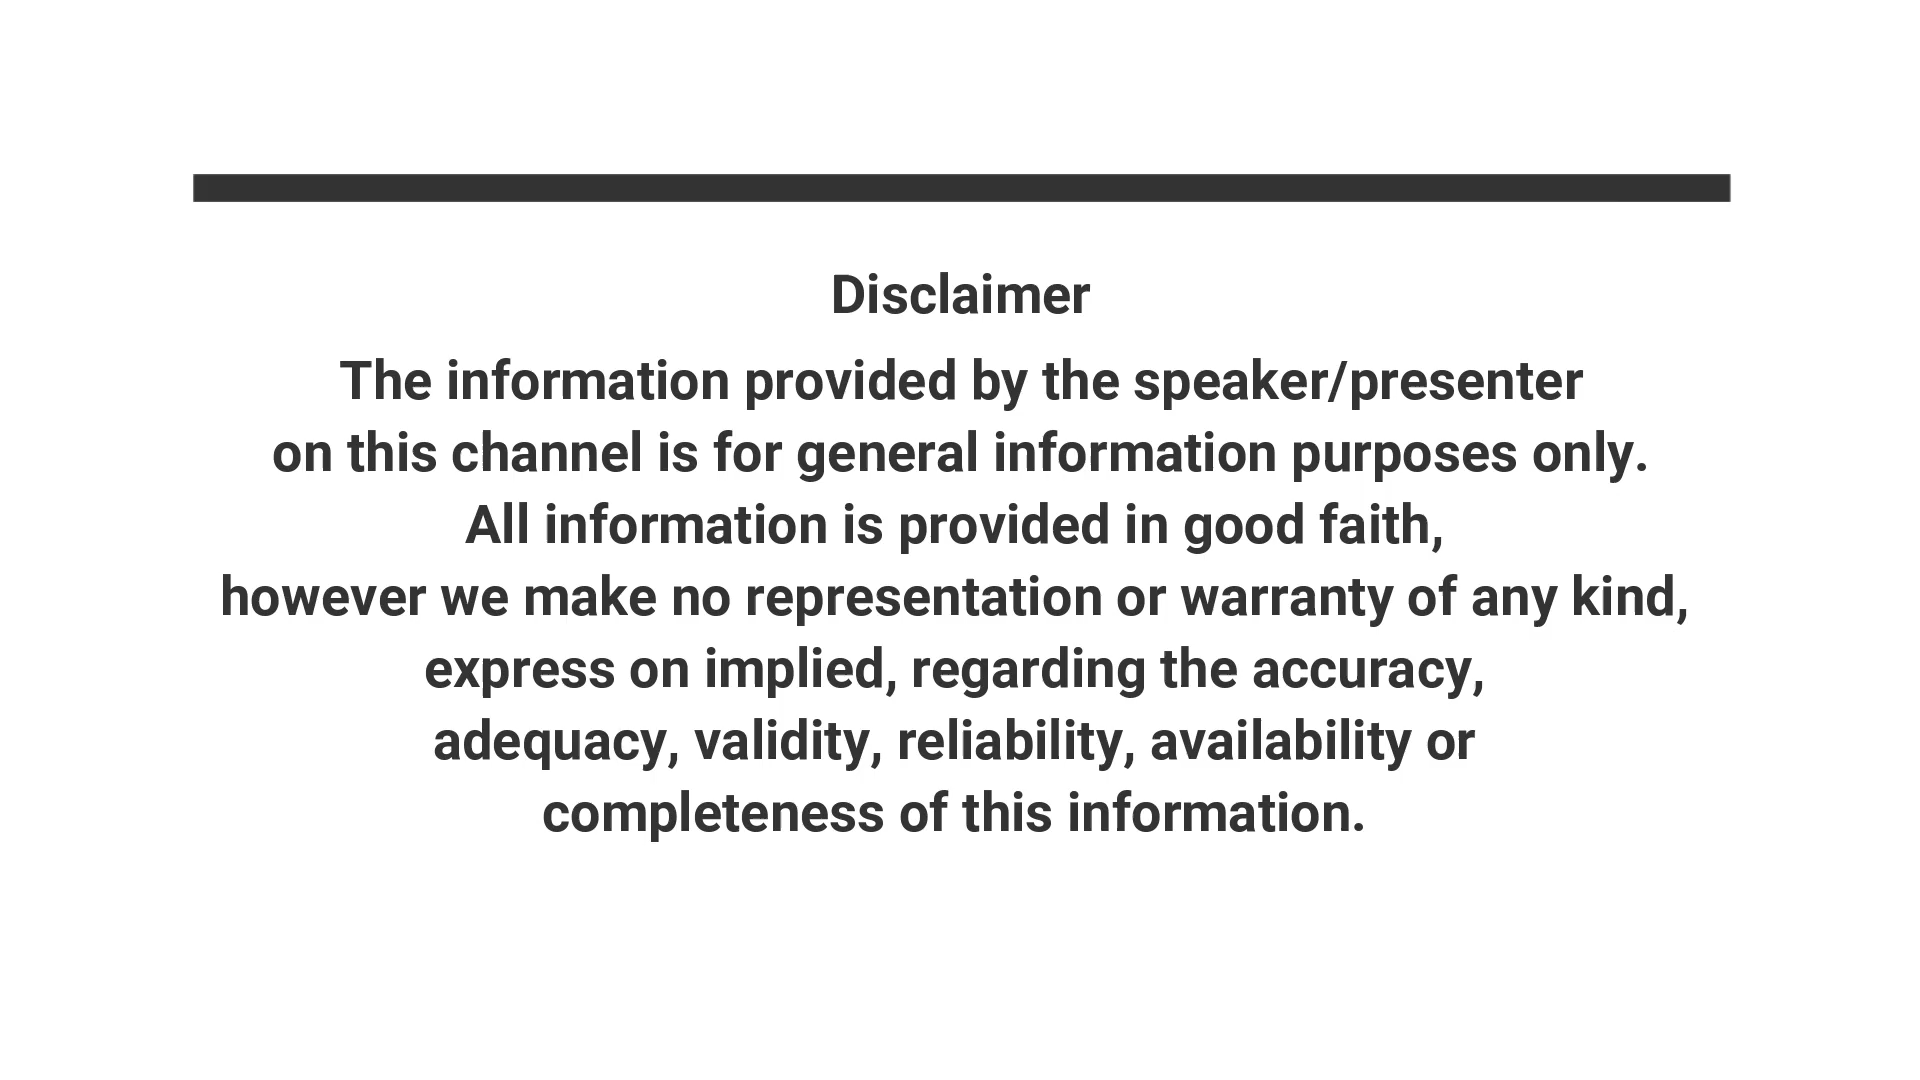 Disclaimer
The information provided by the speaker/presenter
on this channel is for general information purposes only.
All information is provided in good faith,
however we make no representation or warranty of any kind,
express on implied, regarding the accuracy,
adequacy, validity, reliability, availability or
completeness of this information.